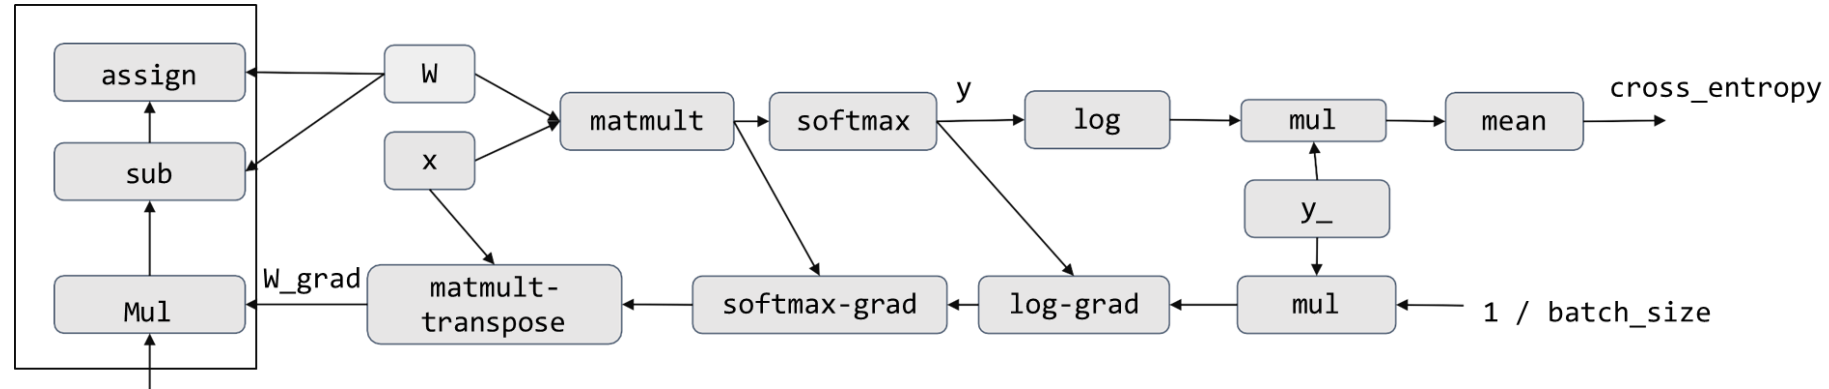 assign
W
matmult
softmax
y
log
mul
mean
cross_entropy
x
sub
y_
W_grad
Mul
matmult-
transpose
softmax-grad
log-grad
mul
1 / batch_size